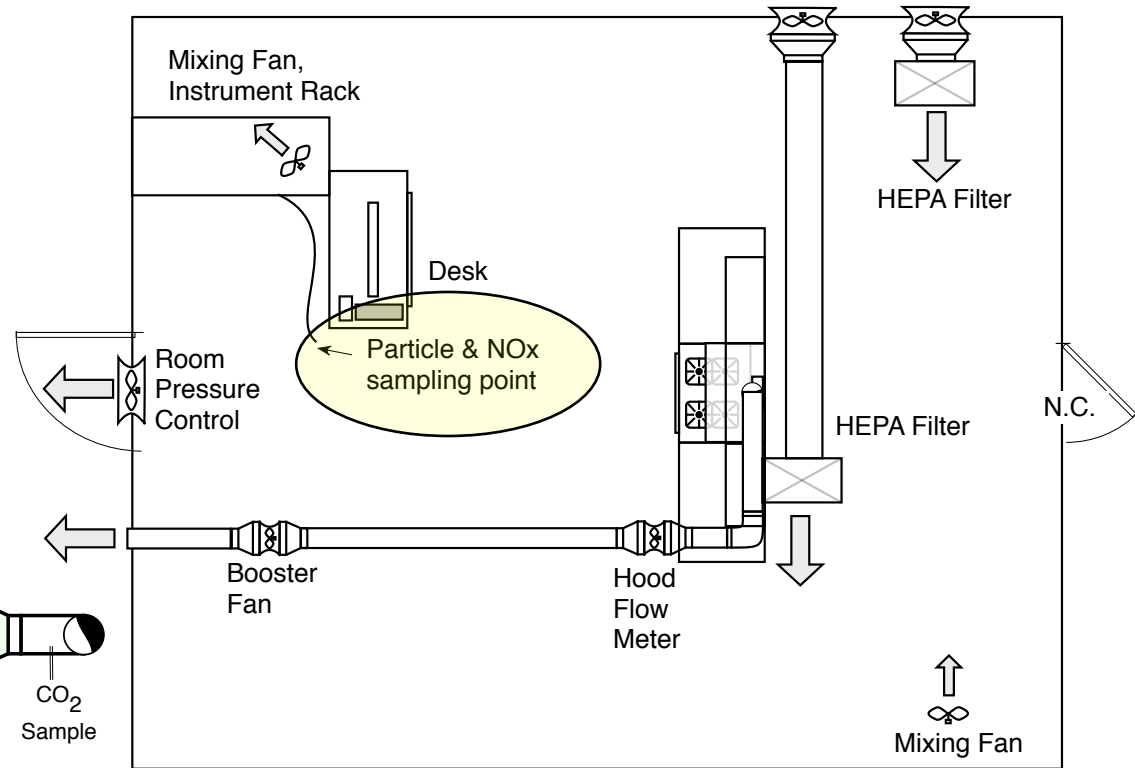 Mixing Fan,
Instrument Rack
HEPA Filter
Desk
Particle & NOx
sampling point
Room
Pressure
Control
N.C.
HEPA Filter
Booster
Fan
Hood
Flow
Meter
CO2
Sample
Mixing Fan